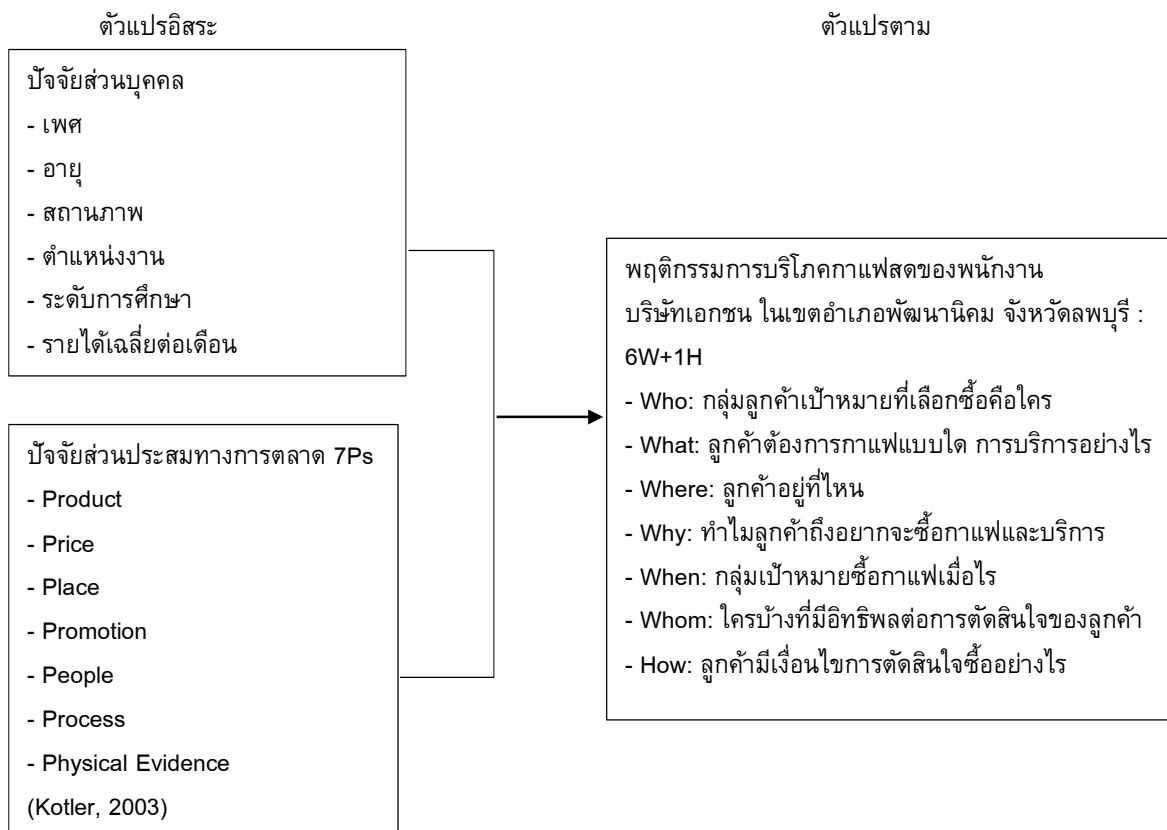 ตัวแปรอิสระ
ตัวแปรตาม
ปัจจัยส่วนบุคคล
- เพศ
- อายุ
- สถานภาพ
- ตำแหน่งงาน
- ระดับการศึกษา
- รายได้เฉลี่ยต่อเดือน
ปัจจัยส่วนประสมทางการตลาด 7Ps
- Product
- Price
- Place
- Promotion
- People
- Process
- Physical Evidence
(Kotler, 2003)
พฤติกรรมการบริโภคกาแฟสดของพนักงาน
บริษัทเอกชน ในเขตอำเภอพัฒนานิคม จังหวัดลพบุรี :
6W+1H
- Who: กลุ่มลูกค้าเป้าหมายที่เลือกซื้อคือใคร
- What: ลูกค้าต้องการกาแฟแบบใด การบริการอย่างไร
- Where: ลูกค้าอยู่ที่ไหน
- Why: ทำไมลูกค้าถึงอยากจะซื้อกาแฟและบริการ
- When: กลุ่มเป้าหมายซื้อกาแฟเมื่อไร
- Whom: ใครบ้างที่มีอิทธิพลต่อการตัดสินใจของลูกค้า
- How: ลูกค้ามีเงื่อนไขการตัดสินใจซื้ออย่างไร